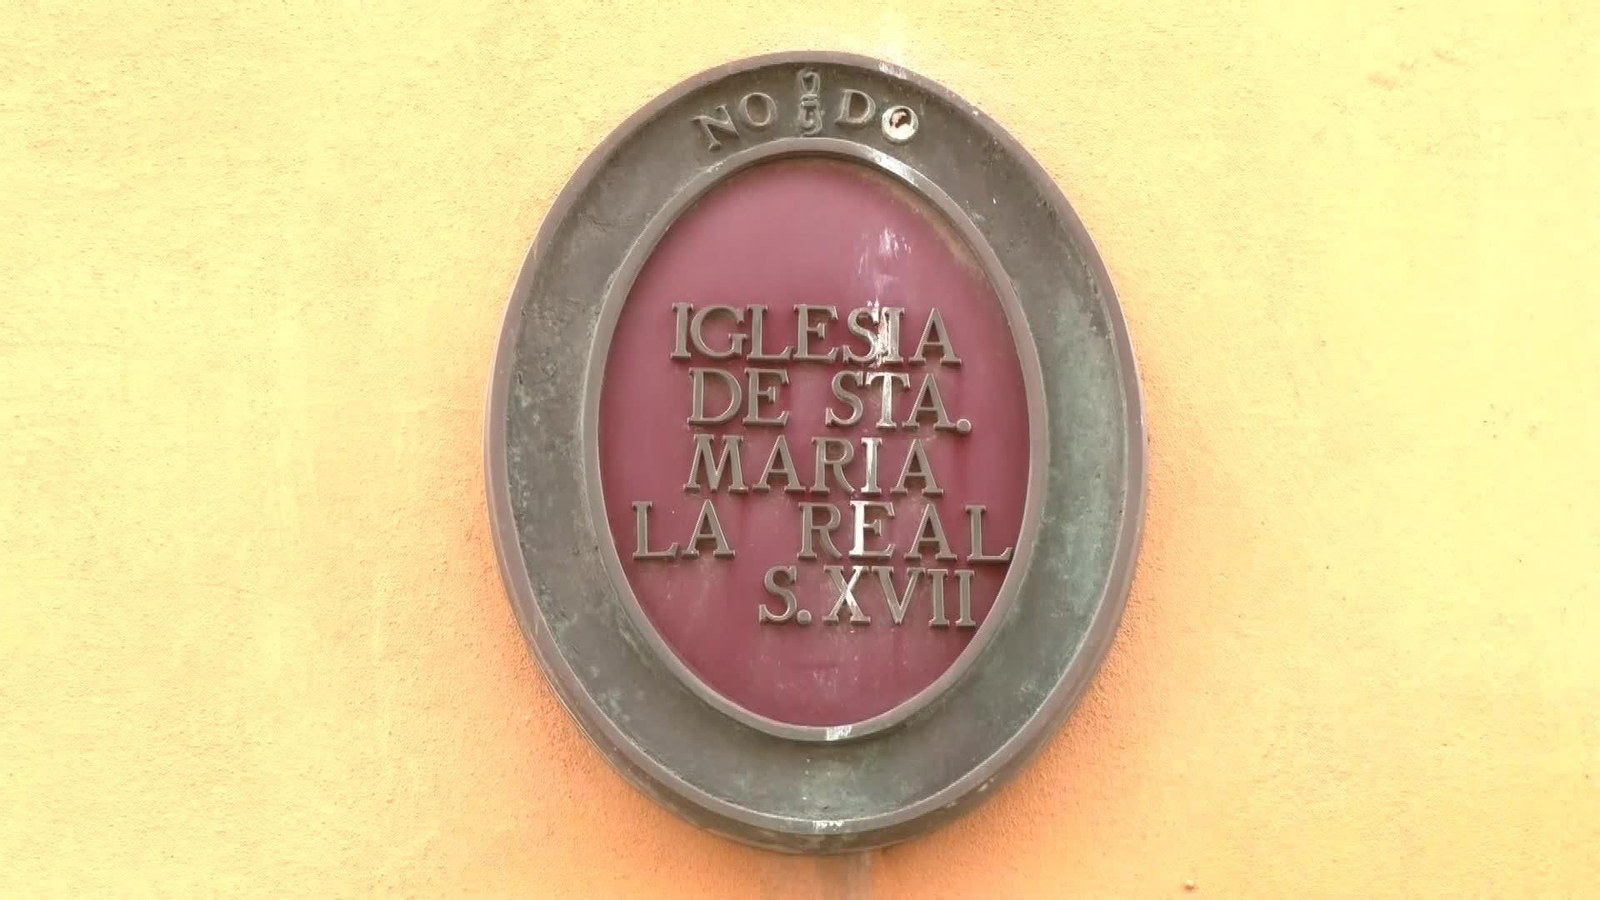 NO8DO
IGLESIA
DE STA.
MARIA
LA REAL
S. XVII